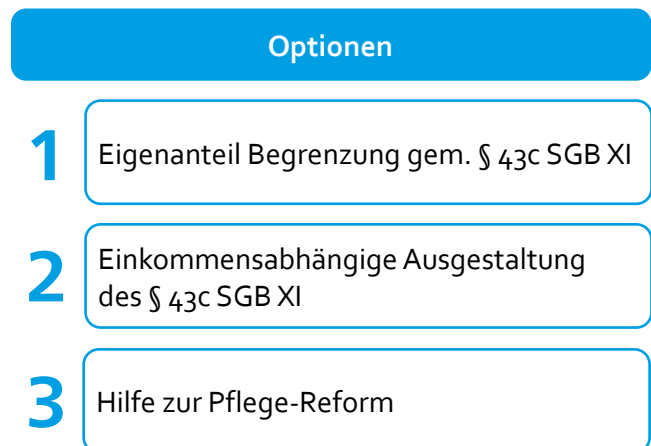 Optionen
1
Eigenanteil Begrenzung gem. § 43c SGB XI
2
Einkommensabhängige Ausgestaltung
des § 43c SGB XI
3
Hilfe zur Pflege-Reform